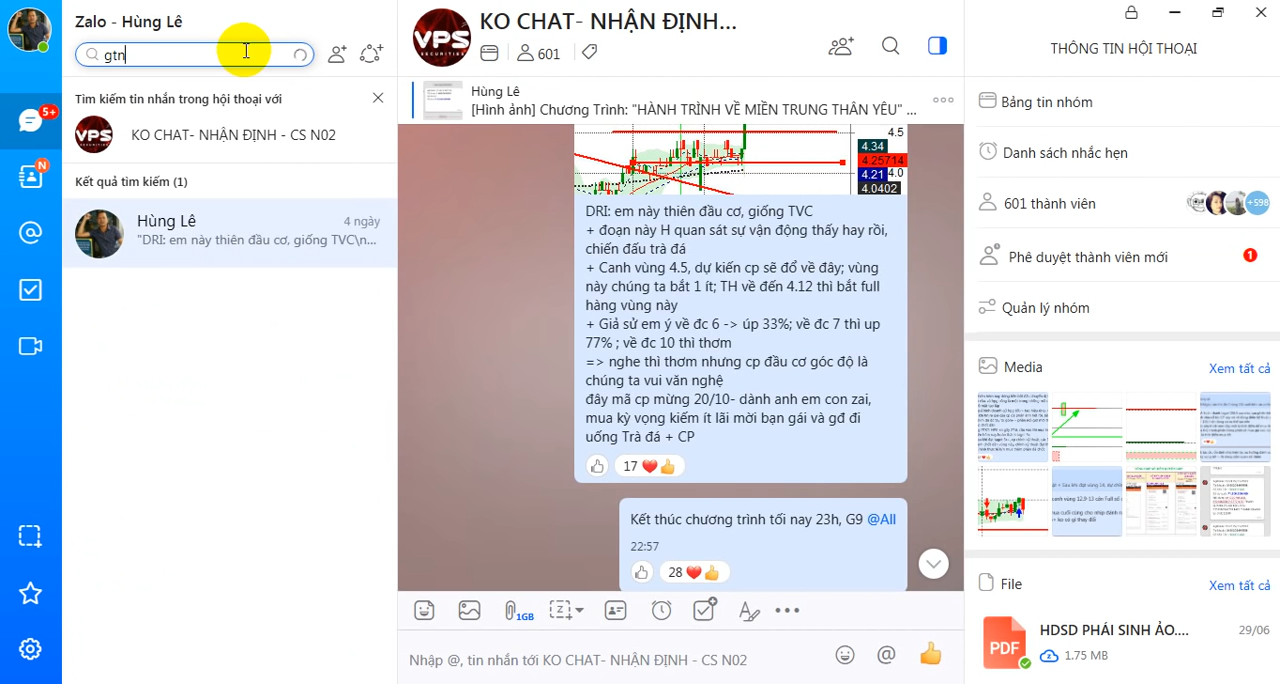 Zalo - Hùng Lê
gtn
5+
N
Tìm kiếm tin nhắn trong hội thoại với
VPS
KO CHAT- NHẬN ĐỊNH - CS N02
Kết quả tìm kiếm (1)
Hùng Lê
4 ngày
"DRI: em này thiên đầu cơ, giống TVC\n...
VPS
SECURITIES
KO CHAT- NHẬN ĐỊNH...
601
Hùng Lê
[Hình ảnh] Chương Trình: "HÀNH TRÌNH VỀ MIỀN TRUNG THÂN YÊU" ...
4.5
4.34
4.25714
4.21
4.0
4.0402
DRI: em này thiên đầu cơ, giống TVC
+ đoạn này H quan sát sự vận động thấy hay rồi,
chiến đấu trà đá
+ Canh vùng 4.5, dự kiến cp sẽ đổ về đây; vùng
này chúng ta bắt 1 ít; TH về đến 4.12 thì bắt full
hàng vùng này
+ Giả sử em ý về đc 6 -> úp 33%; về đc 7 thì up
77% ; về đc 10 thì thơm
=> nghe thì thơm nhưng cp đầu cơ góc độ là
chúng ta vui văn nghệ
đây mã cp mừng 20/10- dành anh em con zai,
mua kỳ vọng kiếm ít lãi mời bạn gái và gđ đi
uống Trà đá + CP
17
Kết thúc chương trình tối nay 23h, G9 @All
22:57
28
1GB
Nhập @, tin nhắn tới KO CHAT- NHẬN ĐỊNH - CS N02
THÔNG TIN HỘI THOẠI
Bảng tin nhóm
Danh sách nhắc hẹn
601 thành viên
+598
Phê duyệt thành viên mới
1
Quản lý nhóm
Media
Xem tất cả
File
Xem tất cả
PDF
HDSD PHÁI SINH ẢO....
29/06
1.75 MB